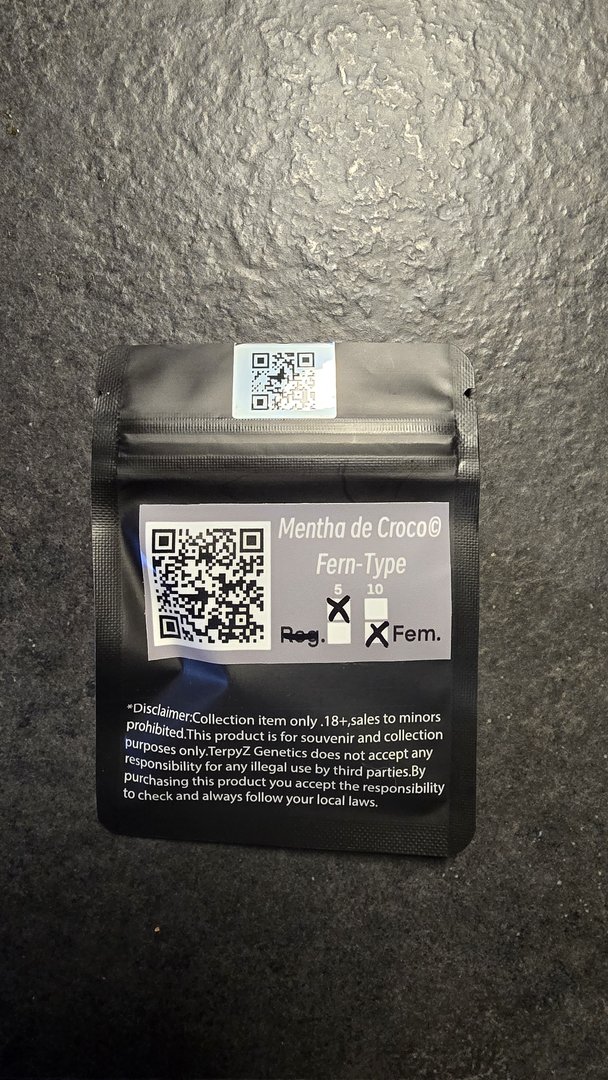 Mentha de Croco©
Fern-Type
5 10
X
Reg. X Fem.
*Disclaimer:Collection item only .18+,sales to minors
prohibited.This product is for souvenir and collection
purposes only.TerpyZ Genetics does not accept any
responsibility for any illegal use by third parties.By
purchasing this product you accept the responsibility
to check and always follow your local laws.